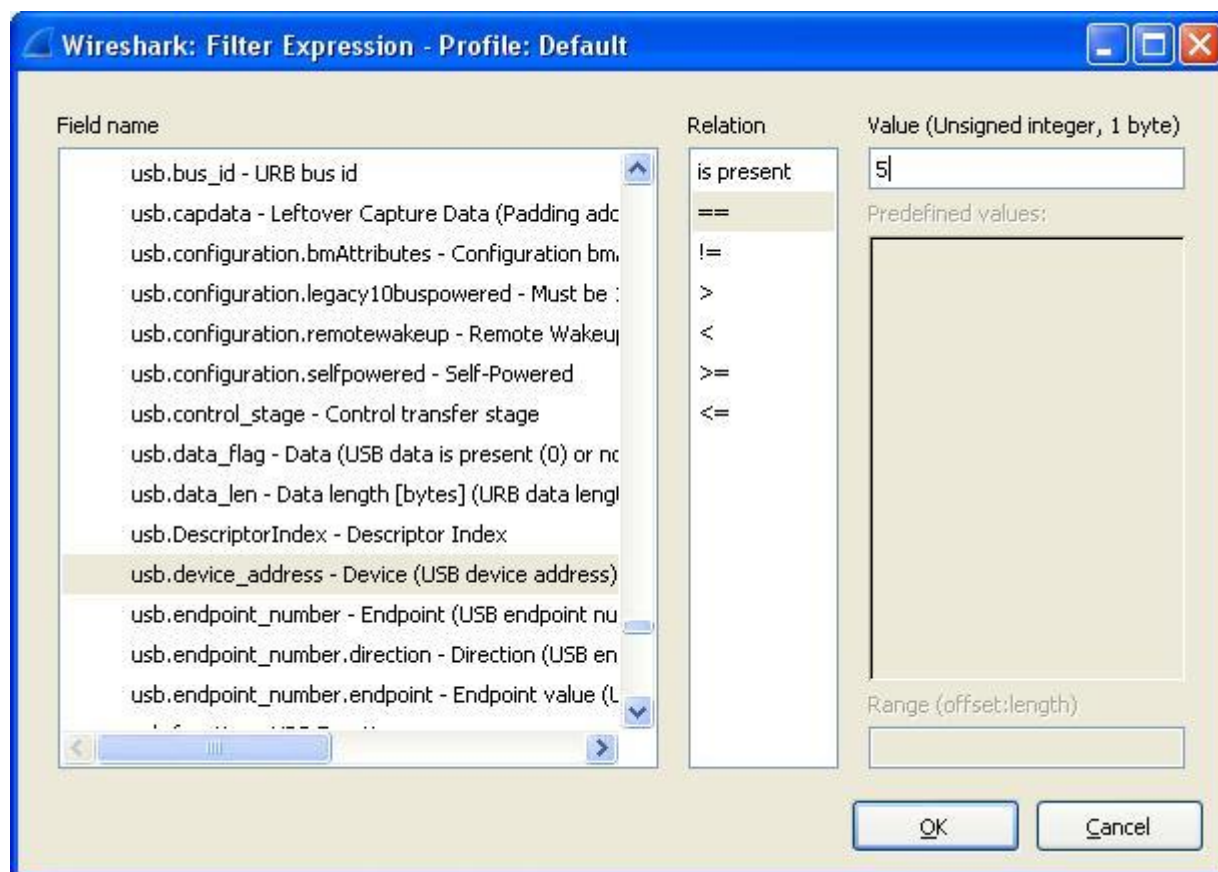 Wireshark: Filter Expression - Profile: Default
Field name
usb.bus_id - URB bus id
usb.capdata - Leftover Capture Data (Padding adc
usb.configuration.bmAttributes - Configuration bm
usb.configuration.legacy10buspowered - Must be
usb.configuration.remotewakeup - Remote Wakeu
usb.configuration.selfpowered - Self-Powered
usb.control_stage - Control transfer stage
usb.data_flag - Data (USB data is present (0) or no
usb.data_len - Data length [bytes] (URB data leng
usb.DescriptorIndex - Descriptor Index
usb.device_address - Device (USB device address)
usb.endpoint_number - Endpoint (USB endpoint nu
usb.endpoint_number.direction - Direction (USB en
usb.endpoint_number.endpoint - Endpoint value (
Relation
is present
==
!=
>
<
>=
<=
Value (Unsigned integer, 1 byte)
5
Predefined values:
Range (offset:length)
OK
Cancel